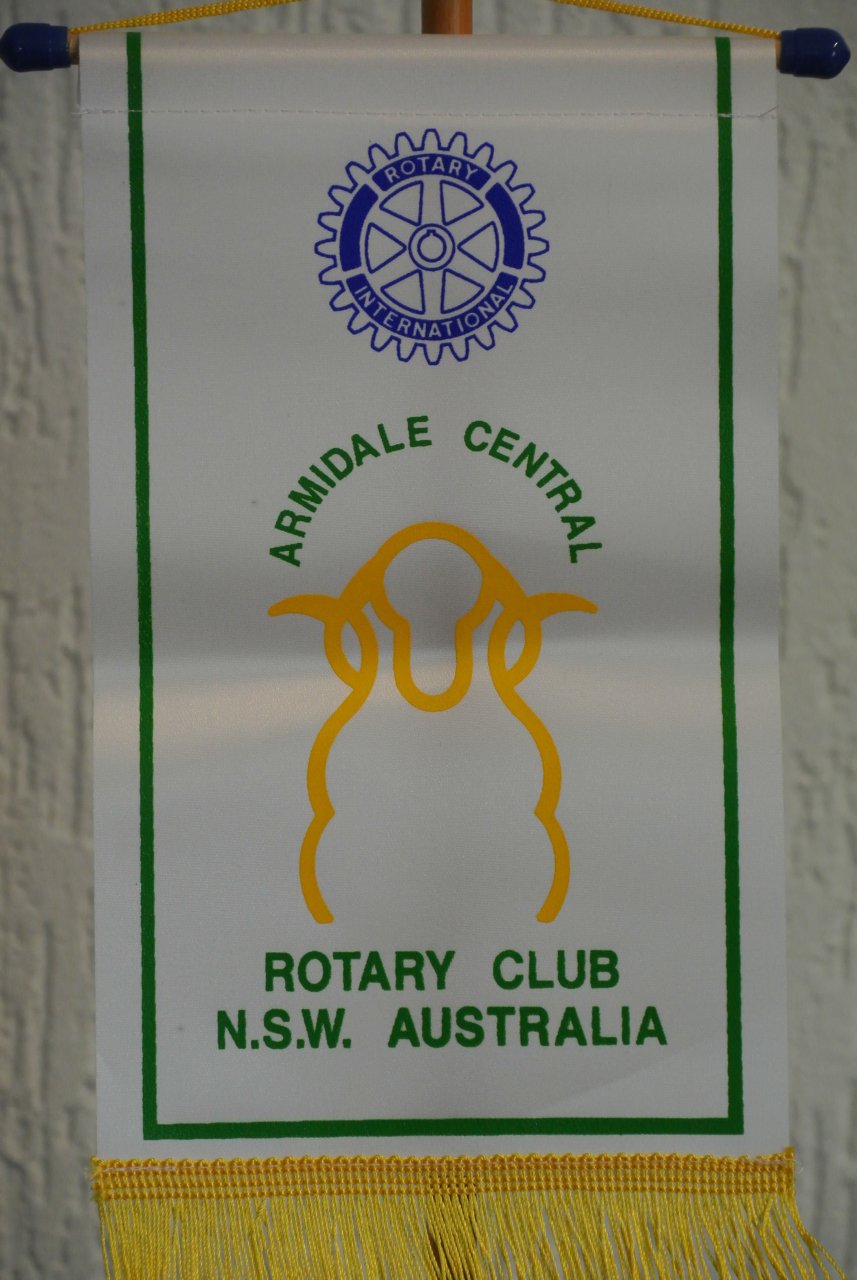 ROTARY
INTERNATIONAL
ARMIDALE CENTRAL
ROTARY CLUB
N.S.W. AUSTRALIA